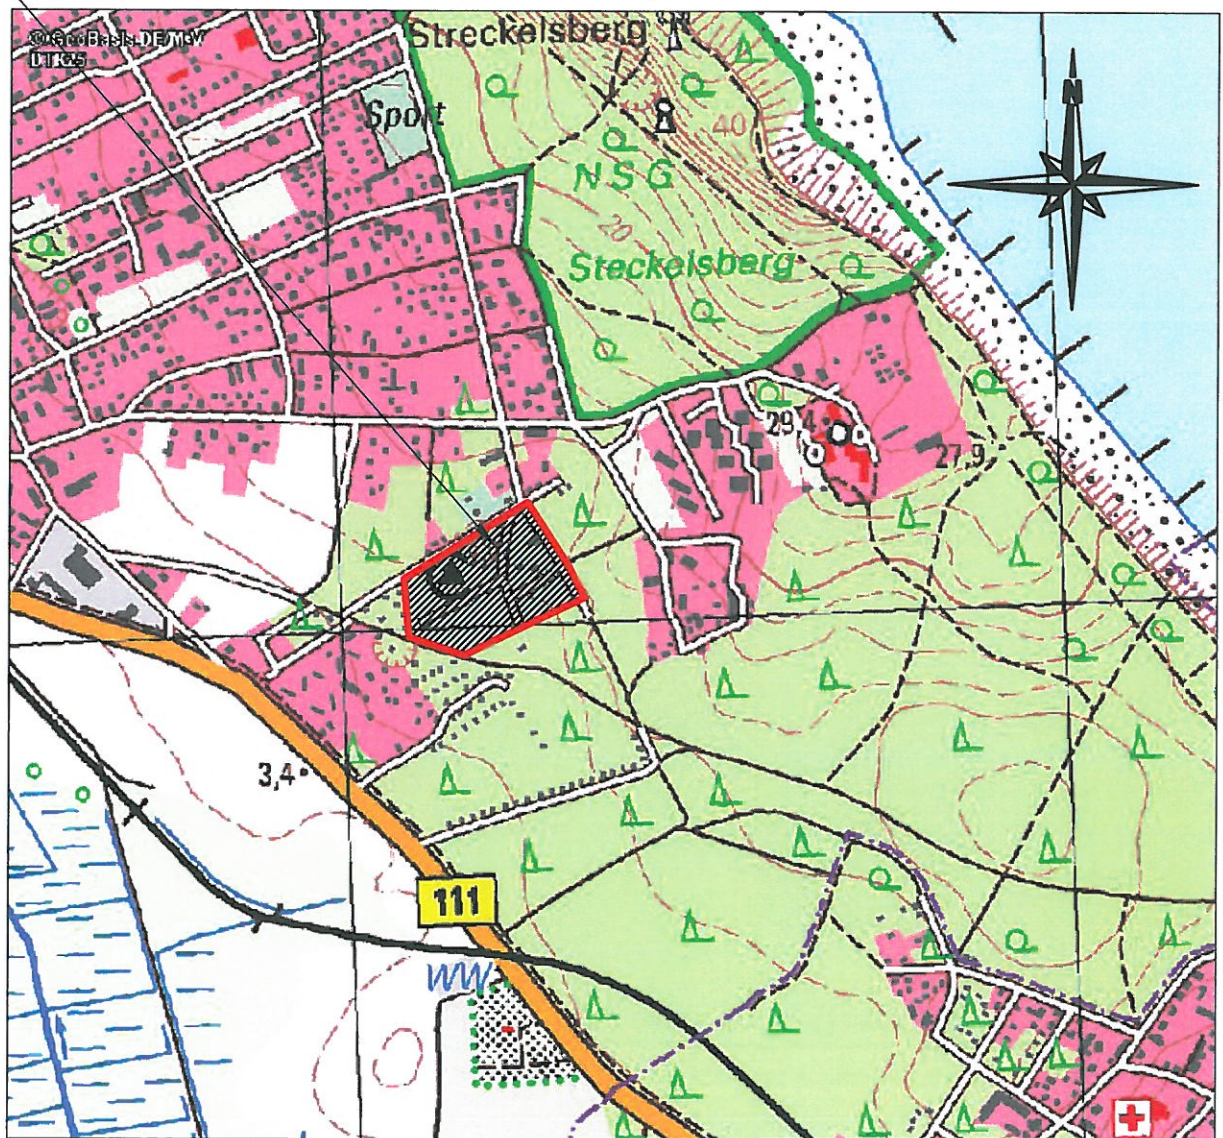 © GeoBasis-DE/M-V
DTK25
Streckelsberg
N
Sport
40
NSG
20
Steckelsberg
29,4
27,9
3,4
111
WW